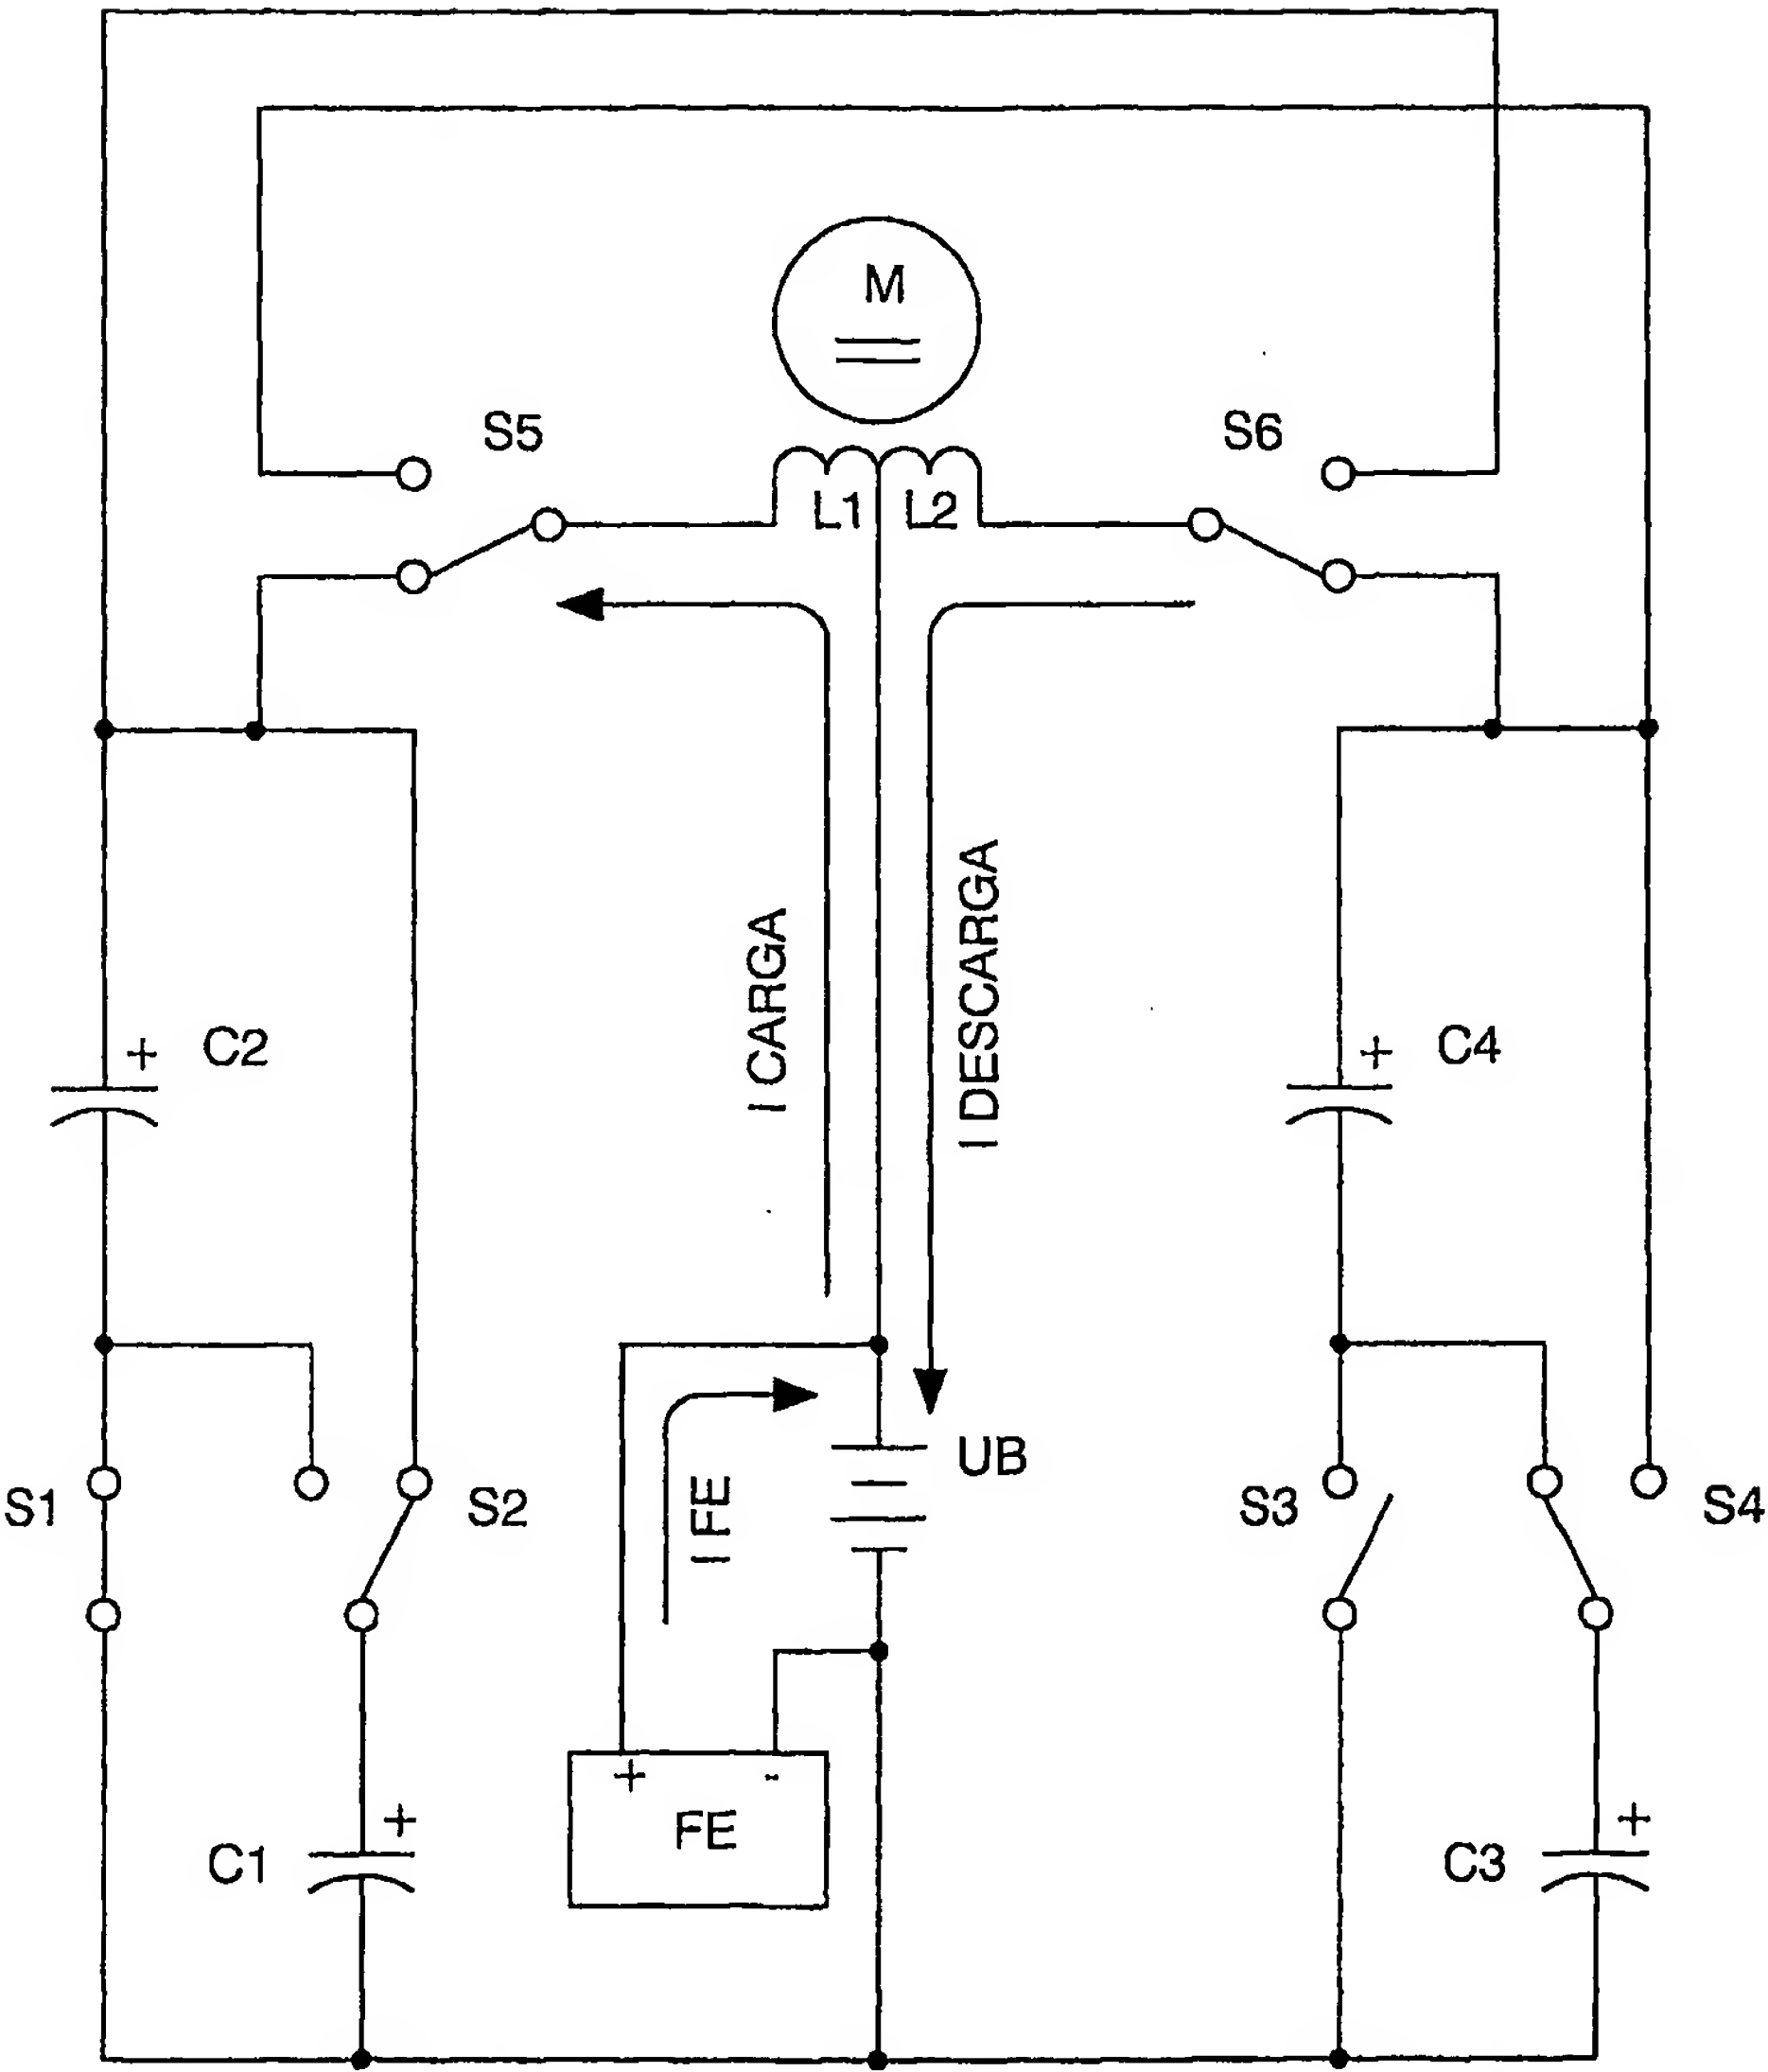 M
S5
S6
L1
L2
I CARGA
I DESCARGA
+
C2
+
C4
I FE
UB
S1
S2
S3
S4
+
-
FE
+
C1
+
C3